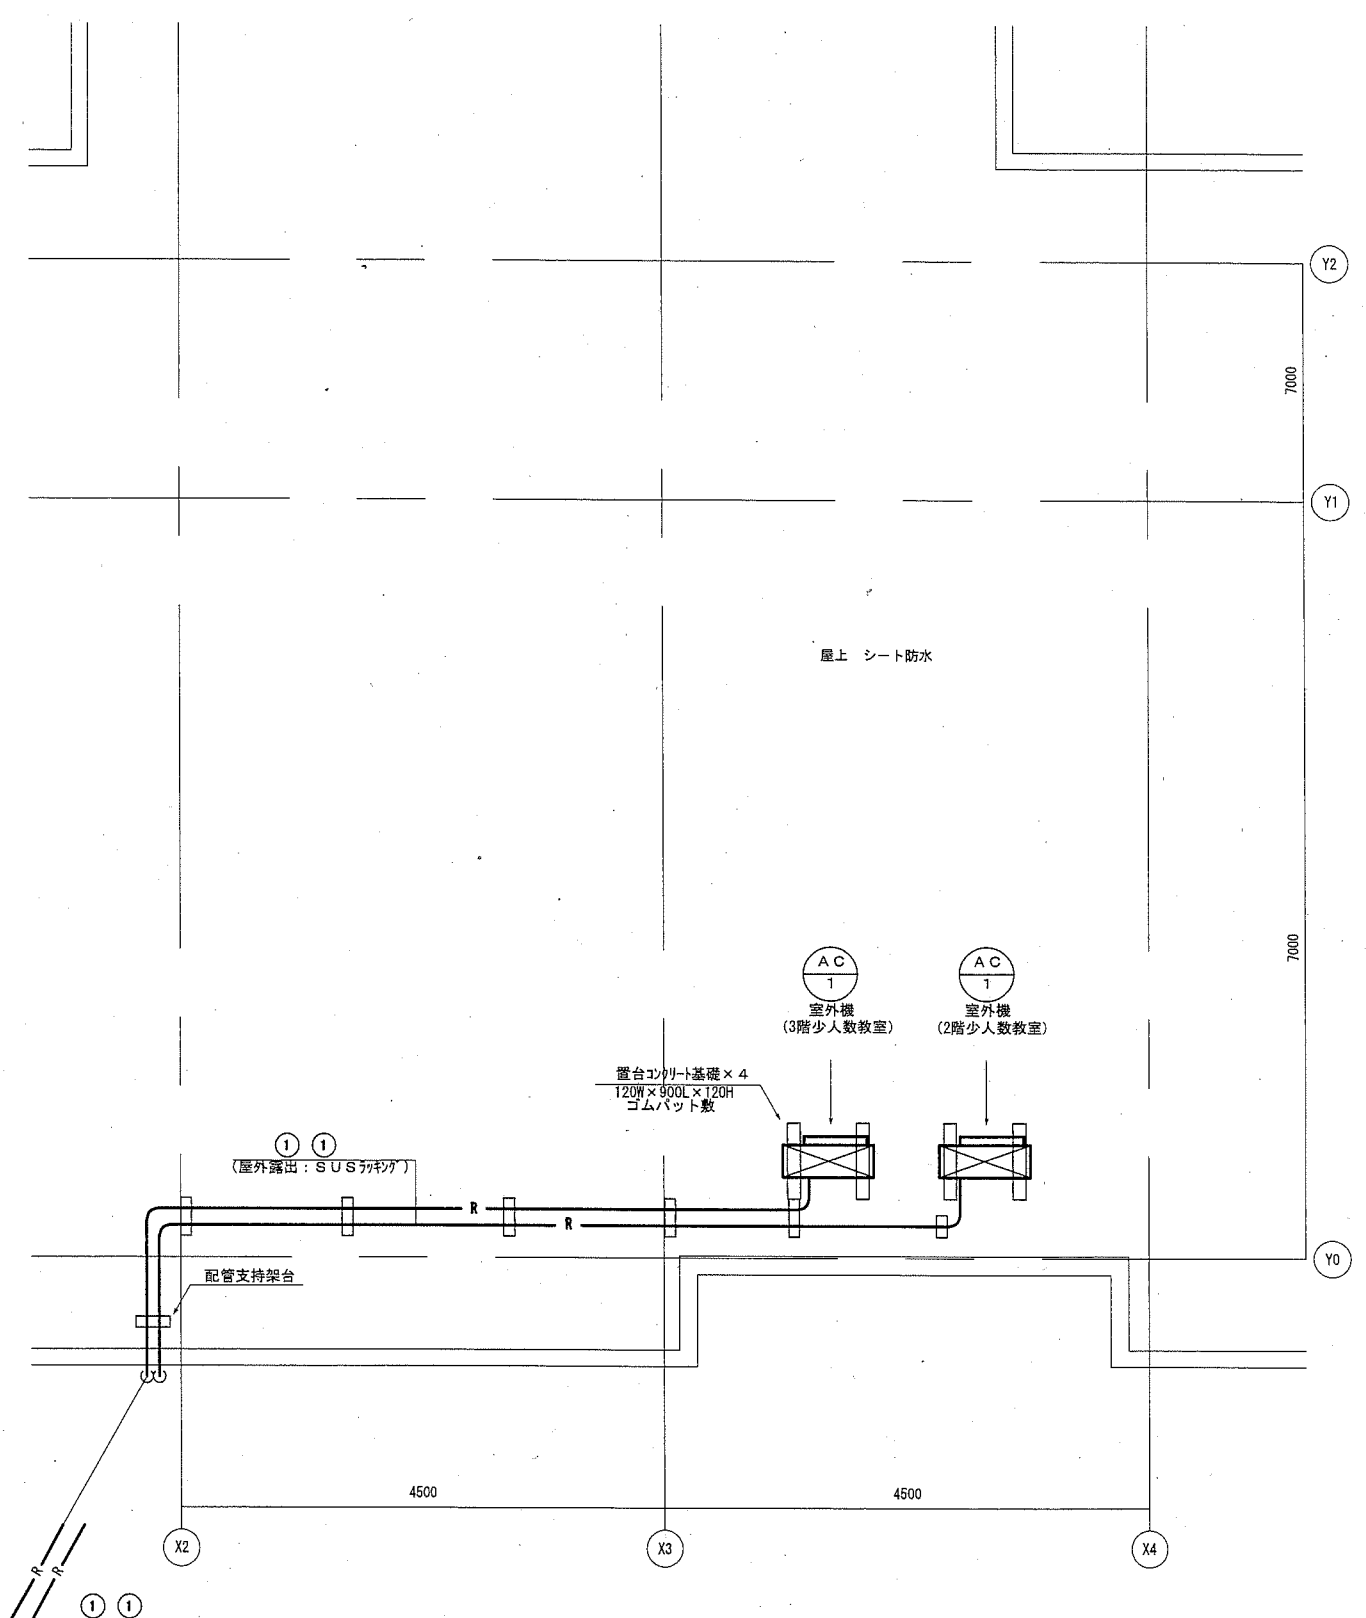 Y2
7000
Y1
屋上　シート防水
7000
AC
1
室外機
(3階少人数教室)
AC
1
室外機
(2階少人数教室)
置台コンクリート基礎×4
120W×900L×120H
ゴムパット敷
① ①
(屋外露出：SUSラッキング)
R
R
Y0
配管支持架台
4500
4500
X2
X3
X4
R
R
① ①